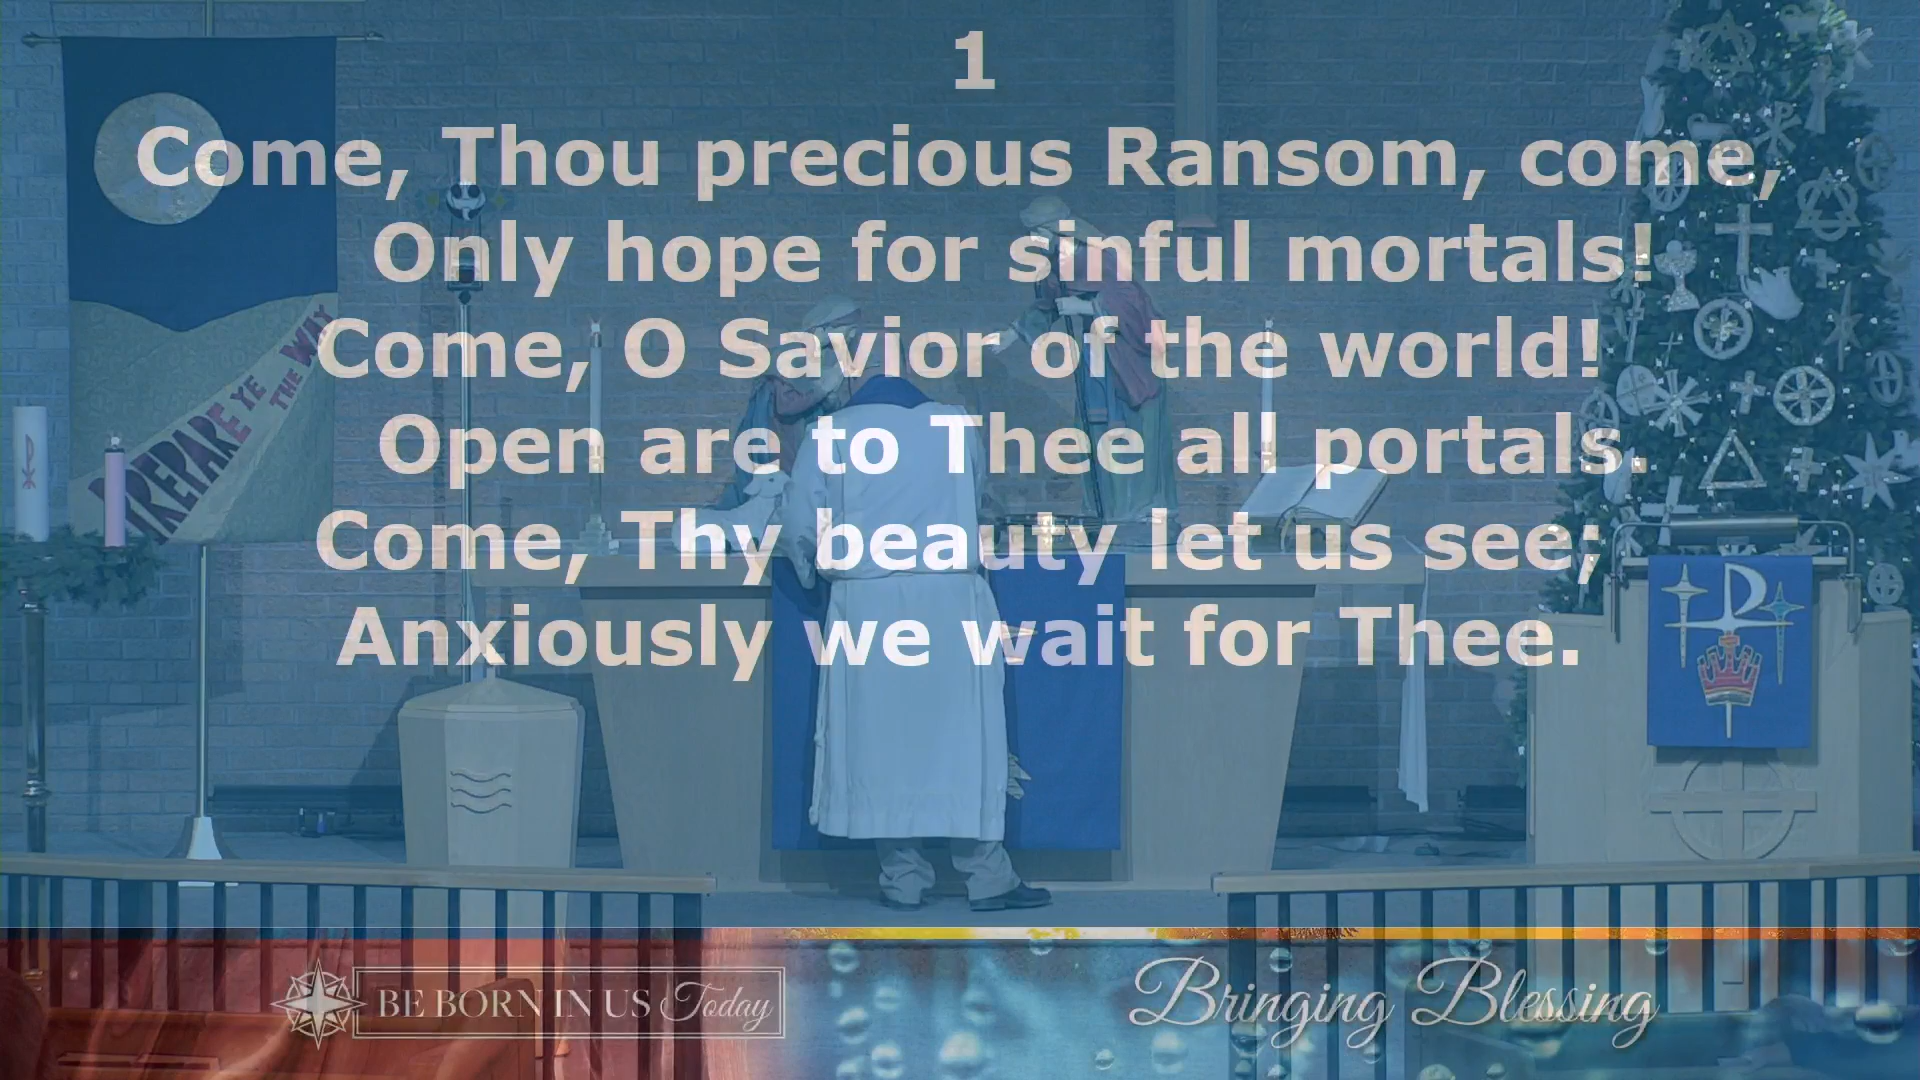 1
Come, Thou precious Ransom, come,
Only hope for sinful mortals!
Come, O Savior of the world!
Open are to Thee all portals.
Come, Thy beauty let us see;
Anxiously we wait for Thee.
PREPARE YE
THE WAY
BE BORN IN US Today
Bringing Blessing